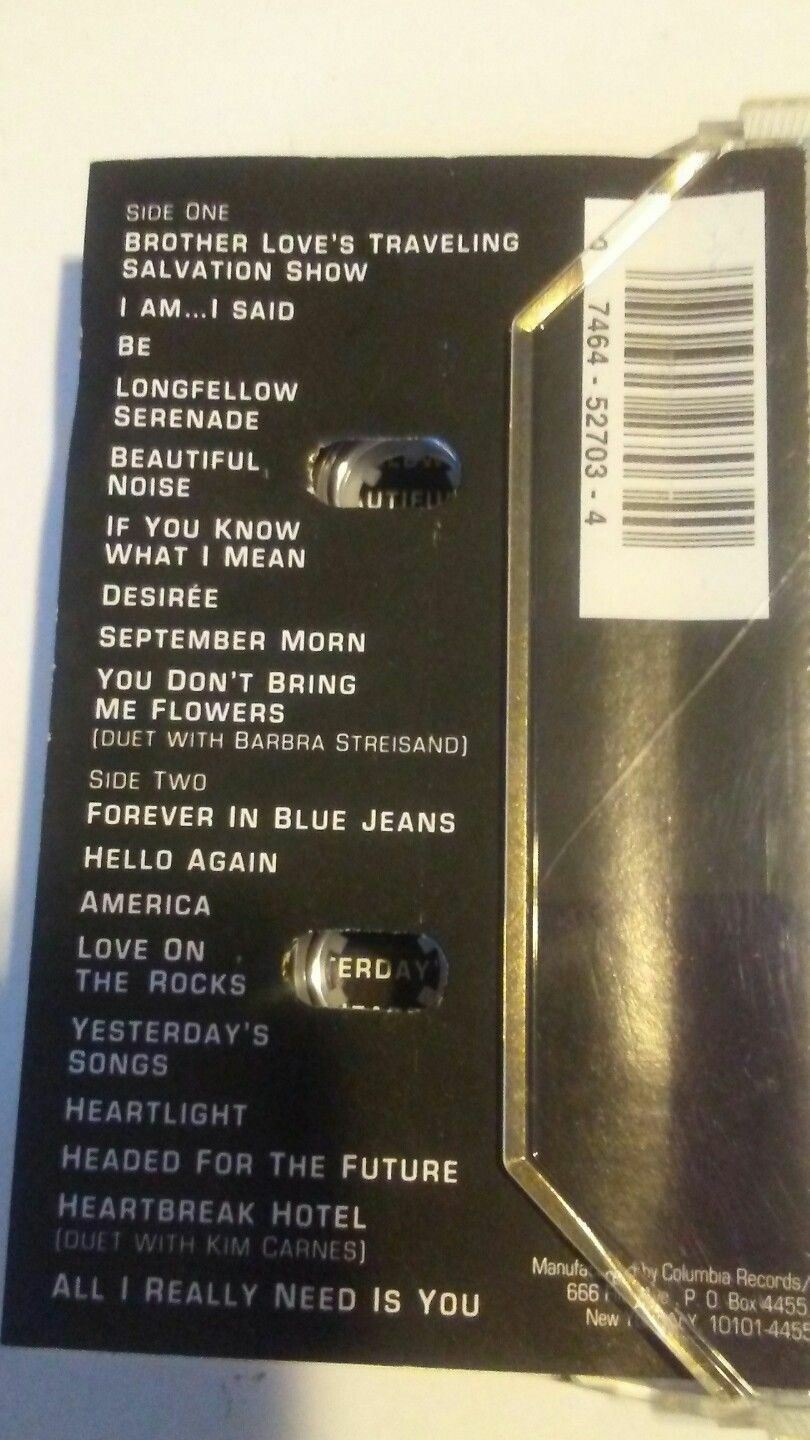 SIDE ONE
BROTHER LOVE'S TRAVELING
SALVATION SHOW
I AM...I SAID
BE
LONGFELLOW
SERENADE
BEAUTIFUL
NOISE
IF YOU KNOW
WHAT I MEAN
DESIRÉE
SEPTEMBER MORN
YOU DON'T BRING
ME FLOWERS
(DUET WITH BARBRA STREISAND)
SIDE TWO
FOREVER IN BLUE JEANS
HELLO AGAIN
AMERICA
LOVE ON
THE ROCKS
YESTERDAY'S
SONGS
HEARTLIGHT
HEADED FOR THE FUTURE
HEARTBREAK HOTEL
(DUET WITH KIM CARNES)
ALL I REALLY NEED IS YOU
7464 - 52703 - 4
by Columbia Records/
666 P. O. Box 4455
New 10101-4455